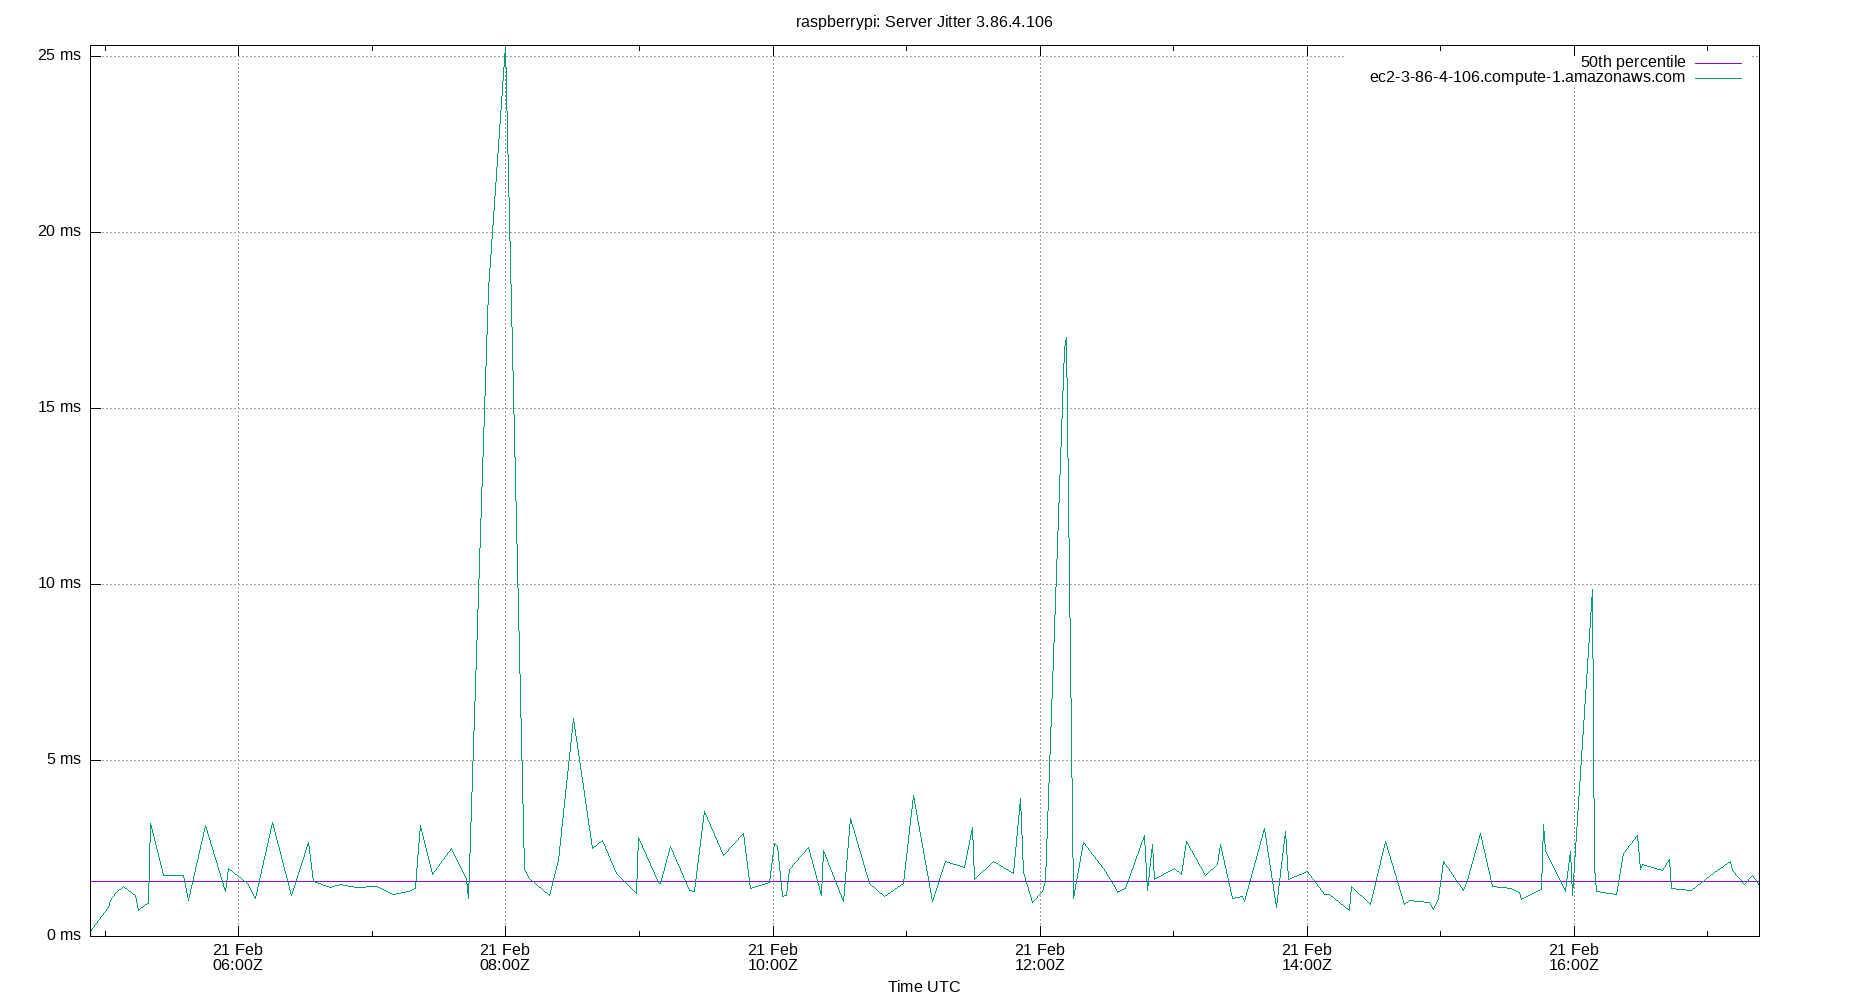 raspberrypi: Server Jitter 3.86.4.106
25 ms
50th percentile
ec2-3-86-4-106.compute-1.amazonaws.com
20 ms
15 ms
10 ms
5 ms
0 ms
21 Feb 21 Feb 21 Feb 21 Feb 21 Feb 21 Feb
06:00Z 08:00Z 10:00Z 12:00Z 14:00Z 16:00Z
Time UTC